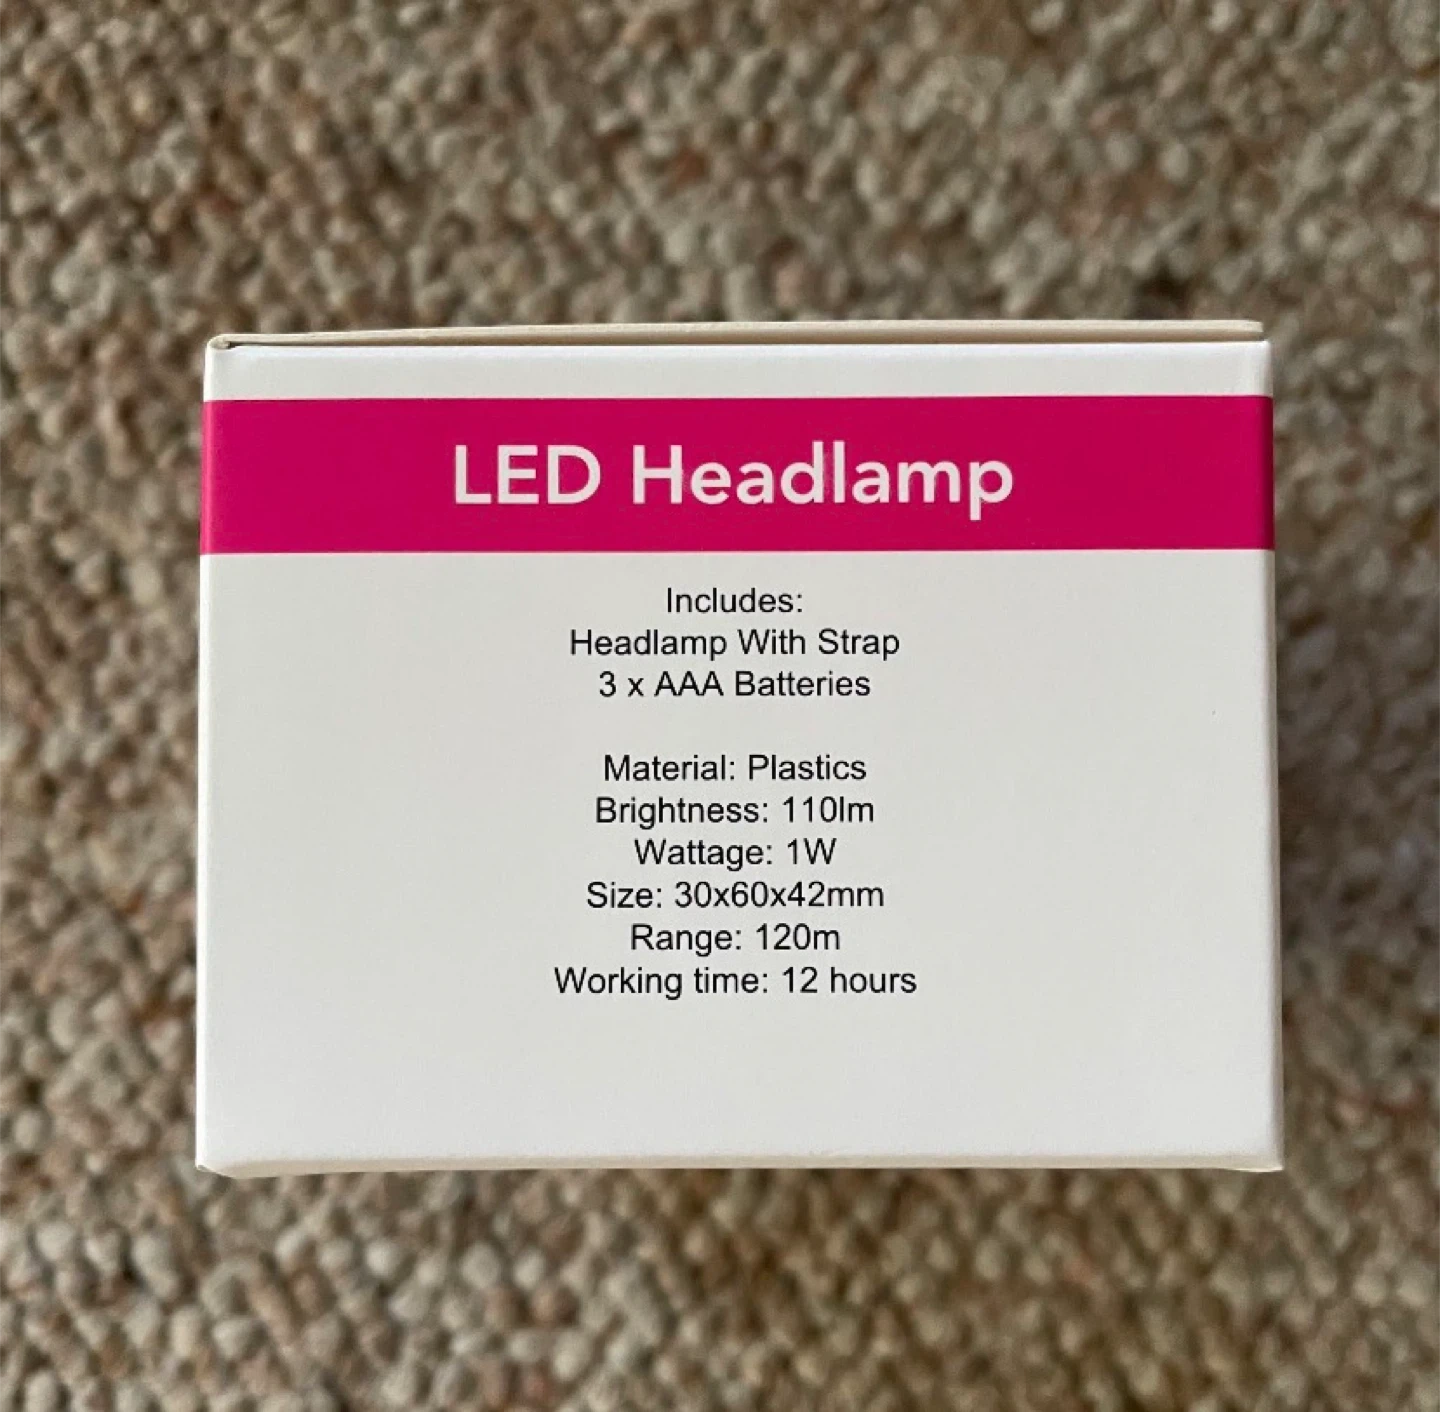 LED Headlamp
Includes:
Headlamp With Strap
3 x AAA Batteries
Material: Plastics
Brightness: 110lm
Wattage: 1W
Size: 30x60x42mm
Range: 120m
Working time: 12 hours